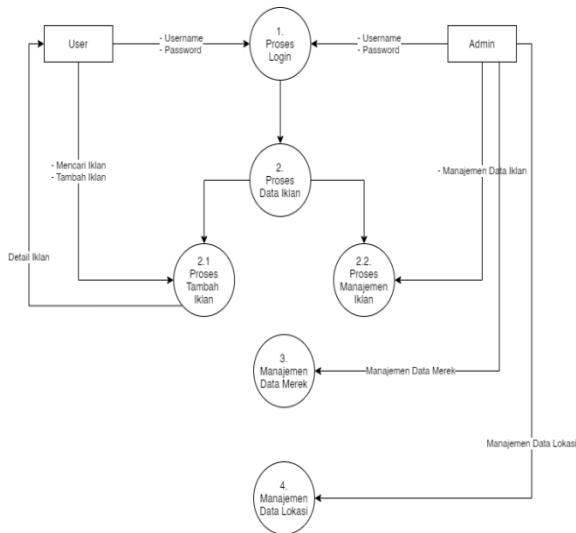 User
- Username
- Password
1.
Proses
Login
- Username
- Password
Admin
- Mencari Iklan
- Tambah Iklan
2.
Proses
Data Iklan
- Manajemen Data Iklan
Detail Iklan
2.1
Proses
Tambah
Iklan
2.2.
Proses
Manajemen
Iklan
3.
Manajemen
Data Merek
Manajemen Data Merek
Manajemen Data Lokasi
4.
Manajemen
Data Lokasi